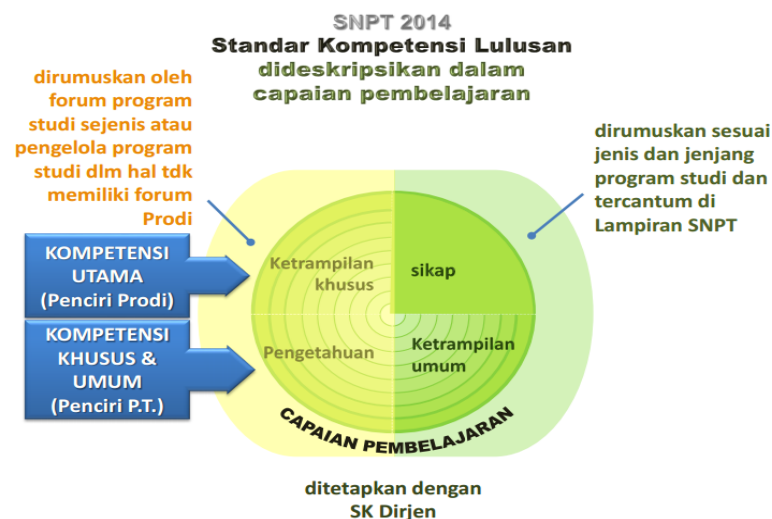 SNPT 2014
Standar Kompetensi Lulusan
dideskripsikan dalam
capaian pembelajaran
dirumuskan oleh
forum program
studi sejenis atau
pengelola program
studi dlm hal tdk
memiliki forum
Prodi
dirumuskan sesuai
jenis dan jenjang
program studi dan
tercantum di
Lampiran SNPT
KOMPETENSI
UTAMA
(Penciri Prodi)
KOMPETENSI
KHUSUS &
UMUM
(Penciri P.T.)
Ketrampilan
khusus
sikap
Pengetahuan
Ketrampilan
umum
CAPAIAN PEMBELAJARAN
ditetapkan dengan
SK Dirjen